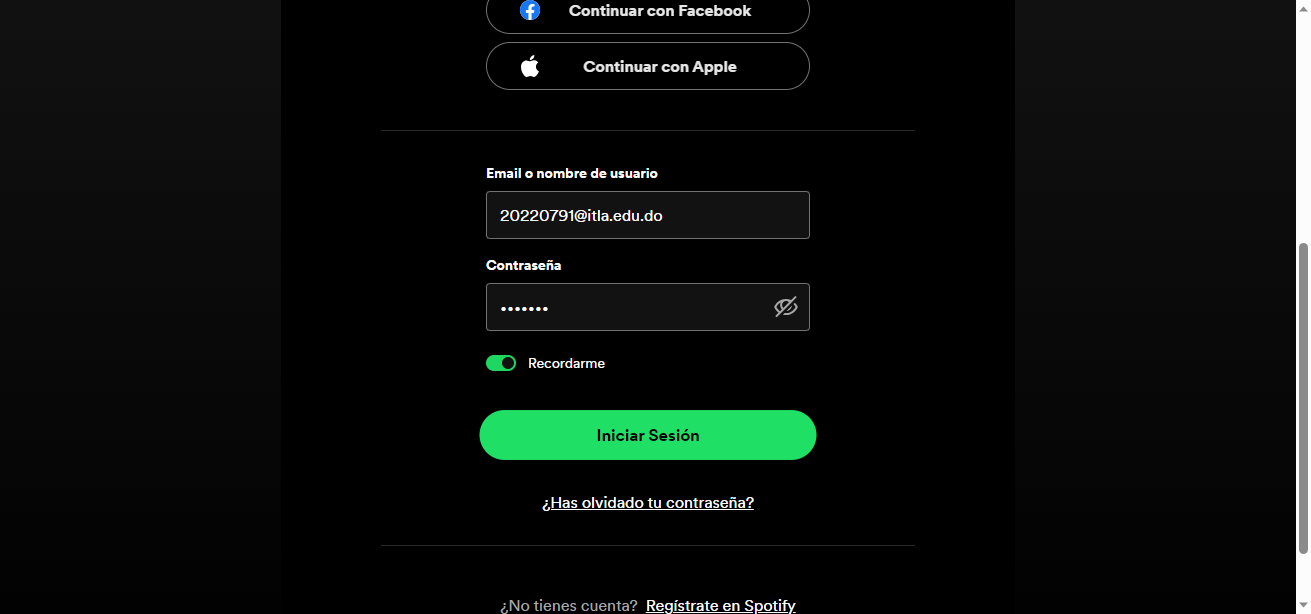 Continuar con Facebook
Continuar con Apple
Email o nombre de usuario
20220791@itla.edu.do
Contraseña
•••••••
Recordarme
Iniciar Sesión
¿Has olvidado tu contraseña?
¿No tienes cuenta? Regístrate en Spotify